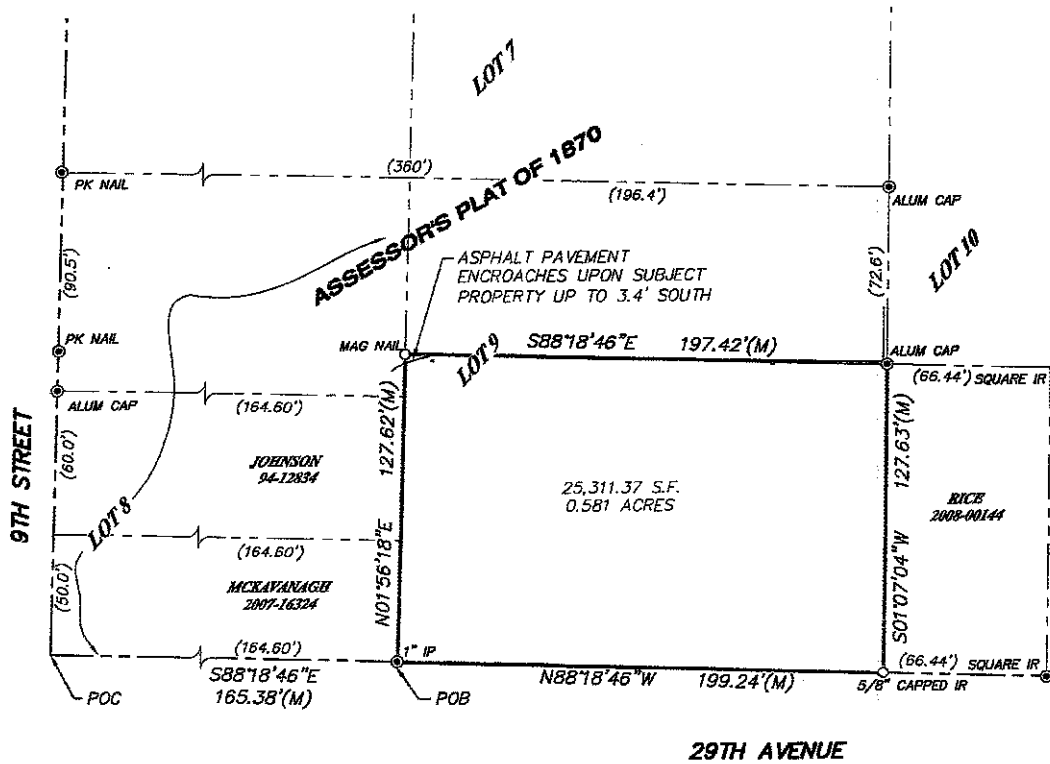 LOT 7
ASSESSOR'S PLAT OF 1870
(360')
PK NAIL
(196.4')
ALUM CAP
(90.5')
(72.6')
LOT 10
ASPHALT PAVEMENT
ENCROACHES UPON SUBJECT
PROPERTY UP TO 3.4' SOUTH
PK NAIL
MAG NAIL
LOT 9
S88°18'46"E 197.42'(M)
ALUM CAP
(66.44') SQUARE IR
ALUM CAP
(164.60')
9TH STREET
(60.0')
JOHNSON
94-12834
127.62'(M)
N01°56'18"E
25,311.37 S.F.
0.581 ACRES
127.63'(M)
S01°07'04"W
RICE
2008-00144
LOT 8
(164.60')
(50.0')
MCKAVANAGH
2007-16324
(164.60')
S88°18'46"E
165.38'(M)
1" IP
N88°18'46"W 199.24'(M)
(66.44') SQUARE IR
5/8" CAPPED IR
POC
POB
29TH AVENUE